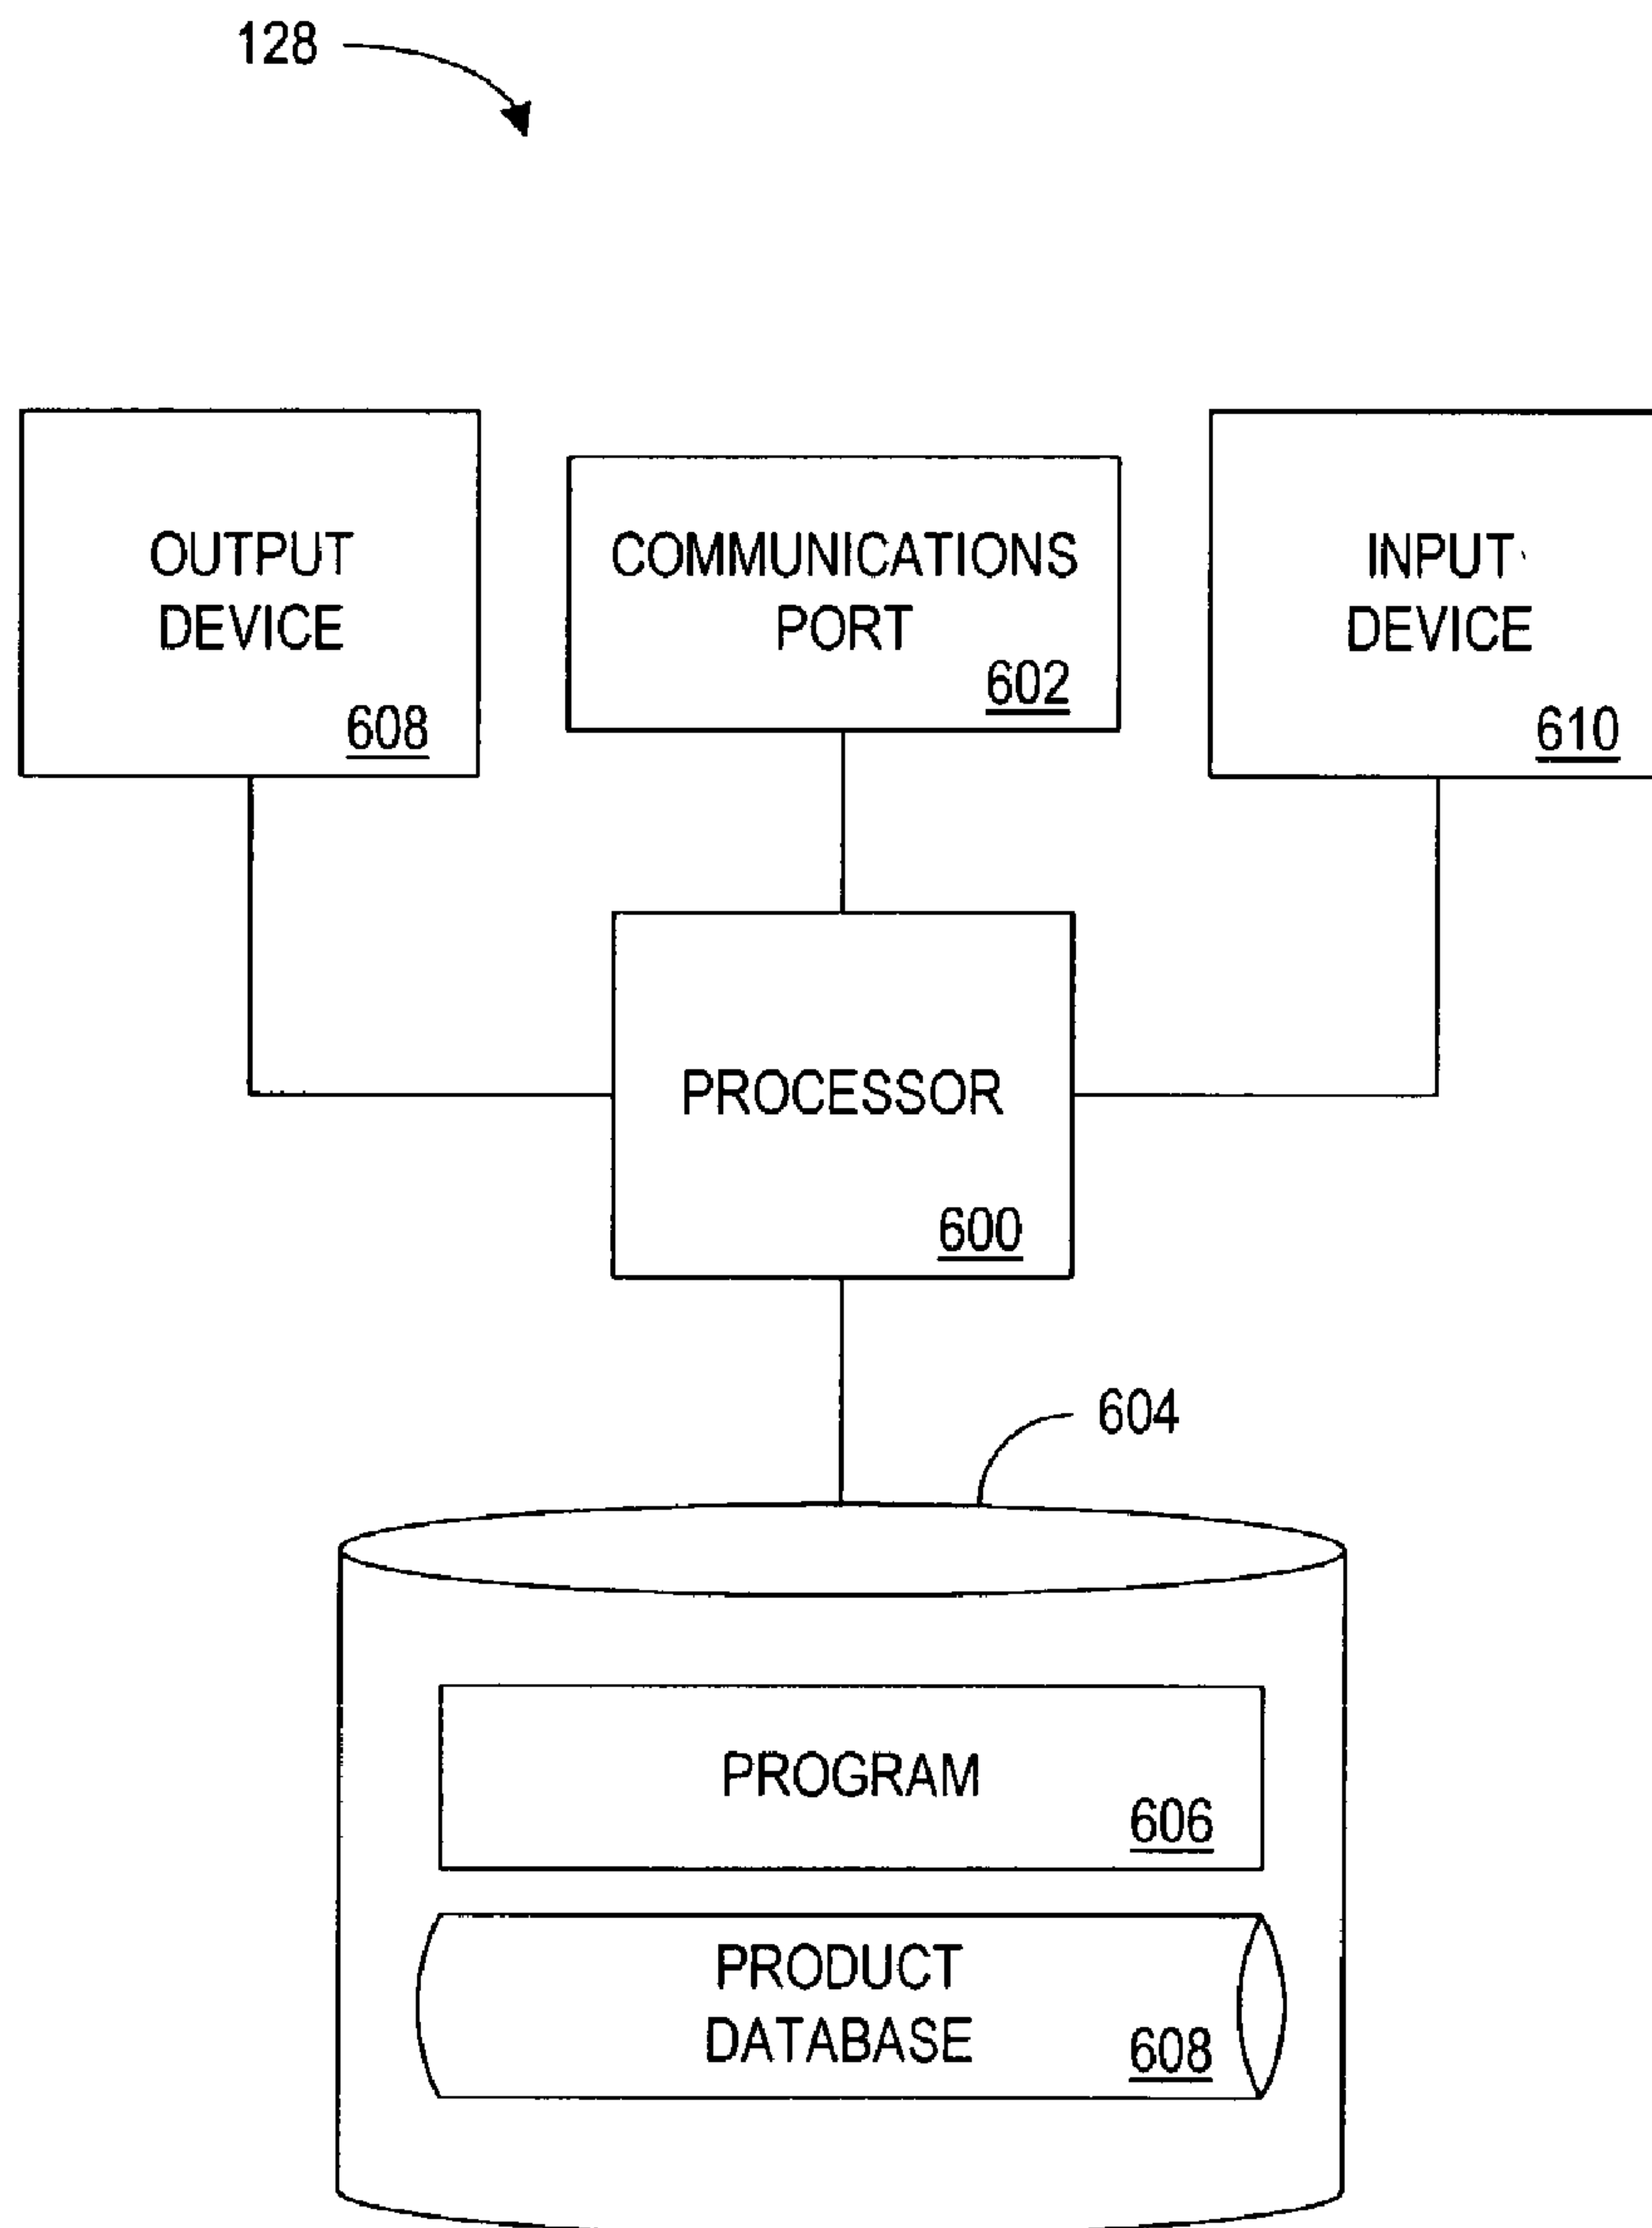 128
OUTPUT
DEVICE
608
COMMUNICATIONS
PORT
602
INPUT
DEVICE
610
PROCESSOR
600
604
PROGRAM
606
PRODUCT
DATABASE
608